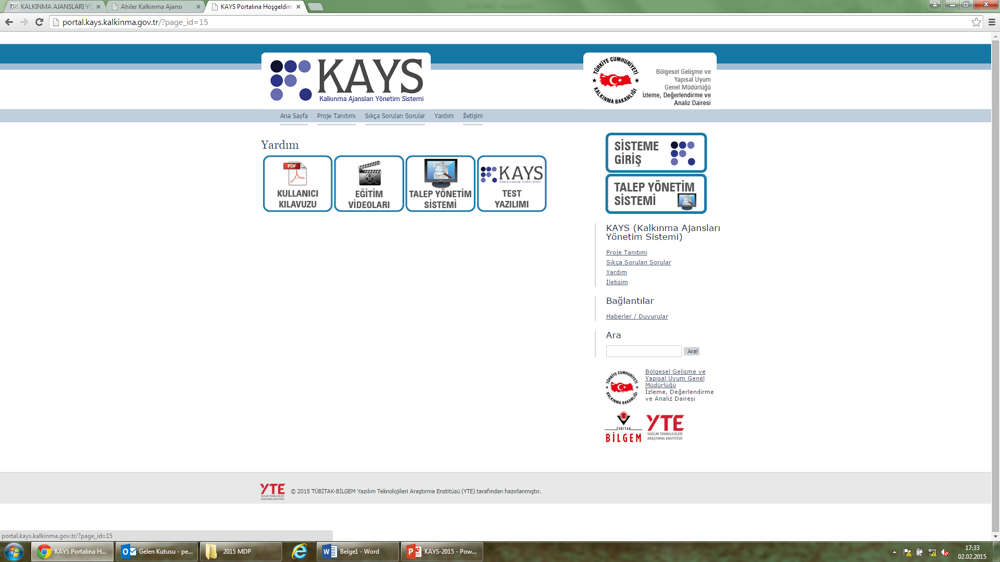 KALKINMA AJANSLARI YÖ
Ahiler Kalkınma Ajansı
KAYS Portalına Hoşgeldini
portal.kays.kalkinma.gov.tr/?page_id=15
KAYS
Kalkınma Ajansları Yönetim Sistemi
TÜRKİYE CUMHURİYETİ
KALKINMA BAKANLIĞI
Bölgesel Gelişme ve
Yapısal Uyum
Genel Müdürlüğü
İzleme, Değerlendirme ve
Analiz Dairesi
Ana Sayfa Proje Tanıtımı Sıkça Sorulan Sorular Yardım İletişim
Yardım
PDF
KULLANICI
KILAVUZU
EĞİTİM
VİDEOLARI
TALEP YÖNETİM
SİSTEMİ
KAYS
Kalkınma Ajansları Yönetim Sistemi
TEST
YAZILIMI
SİSTEME
GİRİŞ
TALEP YÖNETİM
SİSTEMİ
KAYS (Kalkınma Ajansları
Yönetim Sistemi)
Proje Tanıtımı
Sıkça Sorulan Sorular
Yardım
İletişim
Bağlantılar
Haberler / Duyurular
Ara
Ara!
TÜRKİYE CUMHURİYETİ
KALKINMA BAKANLIĞI
Bölgesel Gelişme ve
Yapısal Uyum Genel
Müdürlüğü
İzleme, Değerlendirme
ve Analiz Dairesi
TÜBİTAK
BİLGEM
YTE
YAZILIM TEKNOLOJİLERİ
ARAŞTIRMA ENSTİTÜSÜ
YTE
YAZILIM TEKNOLOJİLERİ
ARAŞTIRMA ENSTİTÜSÜ
© 2015 TÜBİTAK-BİLGEM Yazılım Teknolojileri Araştırma Enstitüsü (YTE) tarafından hazırlanmıştır.
portal.kays.kalkinma.gov.tr/?page_id=15
KAYS Portalına H...
Gelen Kutusu - pe...
2015 MDP
Belge1 - Word
KAYS-2015 - Pow...
17:33
02.02.2015